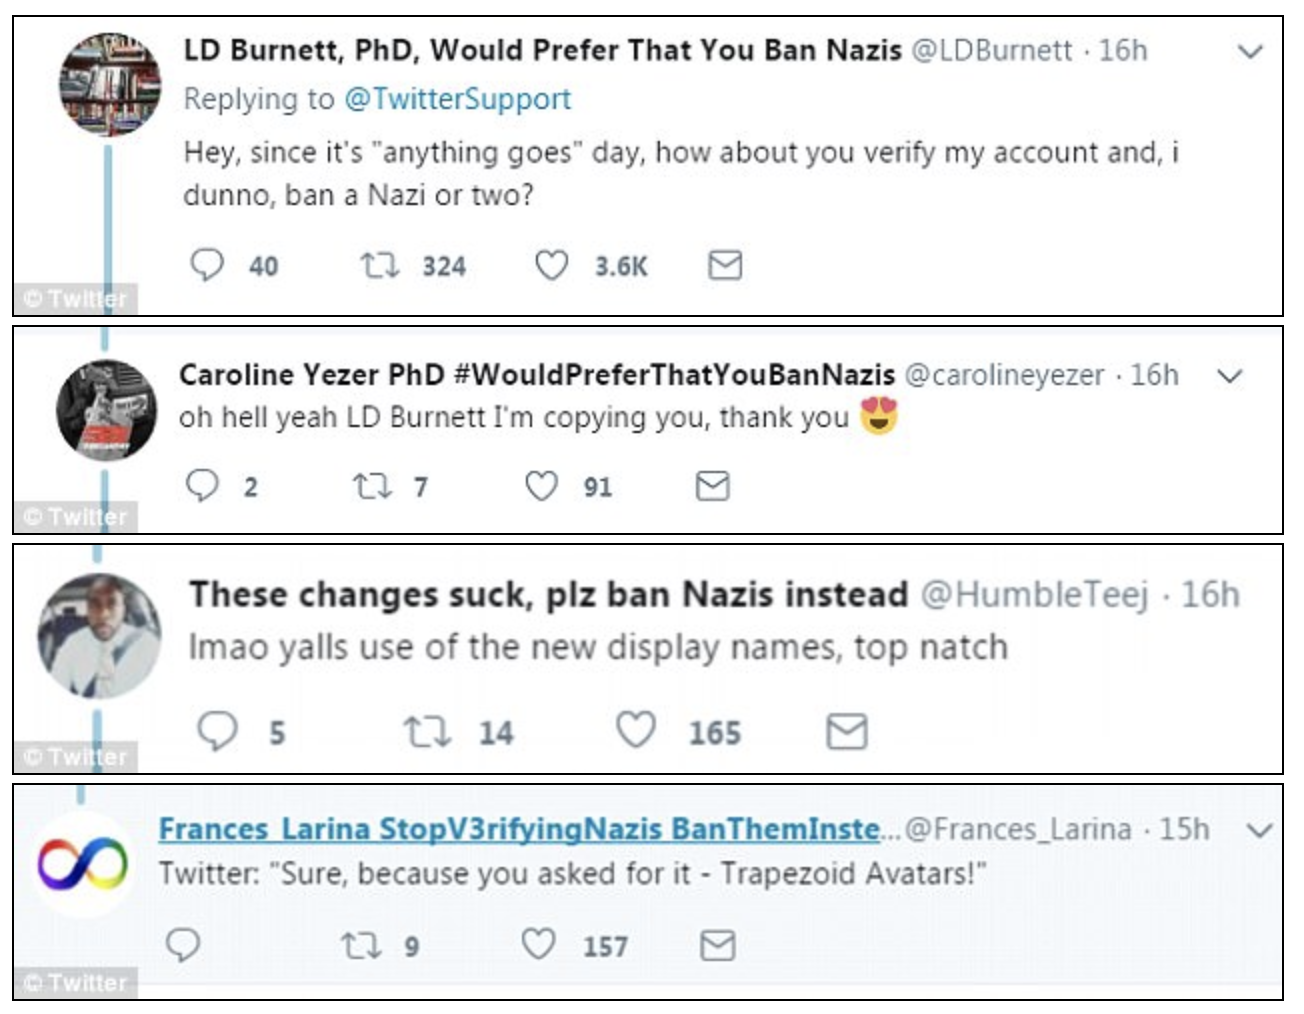 LD Burnett, PhD, Would Prefer That You Ban Nazis @LDBurnett · 16h
Replying to @TwitterSupport
Hey, since it's "anything goes" day, how about you verify my account and, i
dunno, ban a Nazi or two?
40 324 3.6K
© Twitter
Caroline Yezer PhD #WouldPreferThatYouBanNazis @carolineyezer · 16h
oh hell yeah LD Burnett I'm copying you, thank you 😍
2 7 91
© Twitter
These changes suck, plz ban Nazis instead @HumbleTeej · 16h
lmao yalls use of the new display names, top natch
5 14 165
© Twitter
Frances_Larina StopV3rifyingNazis BanThemInste... @Frances_Larina · 15h
Twitter: "Sure, because you asked for it - Trapezoid Avatars!"
9 157
© Twitter